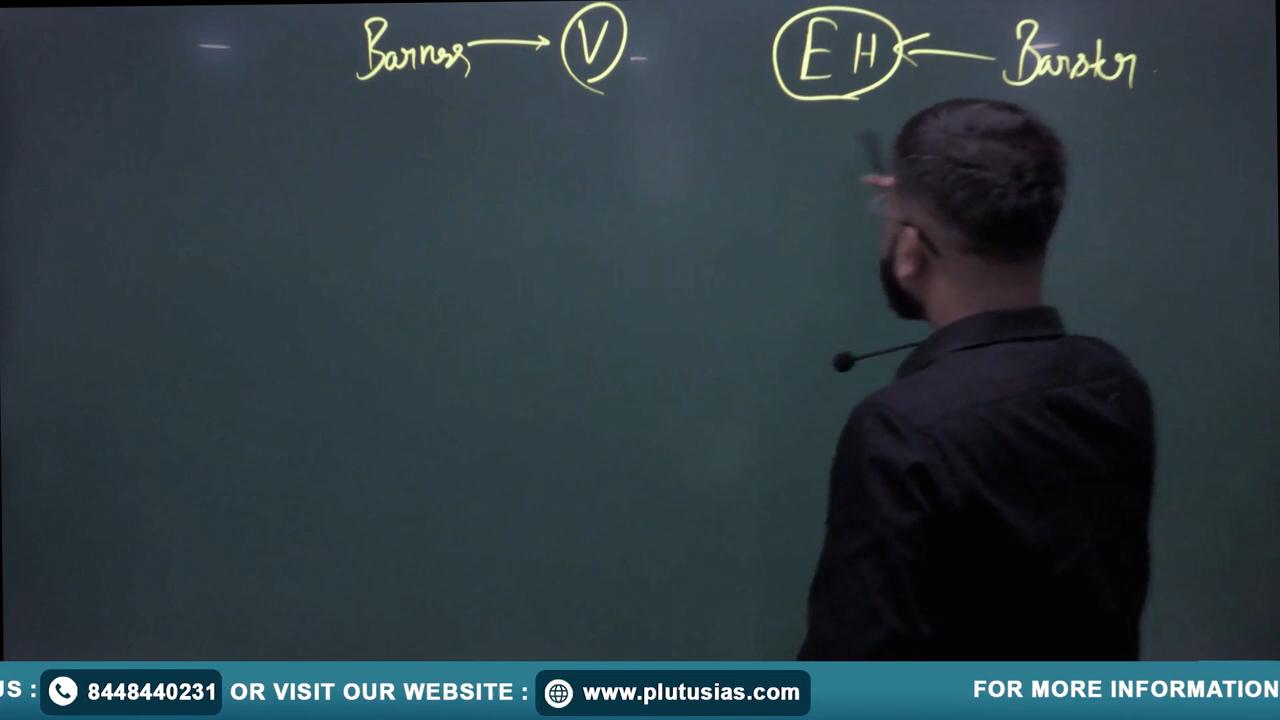 Barness → V
EH ← Barster
US : 8448440231 OR VISIT OUR WEBSITE : www.plutusias.com FOR MORE INFORMATION